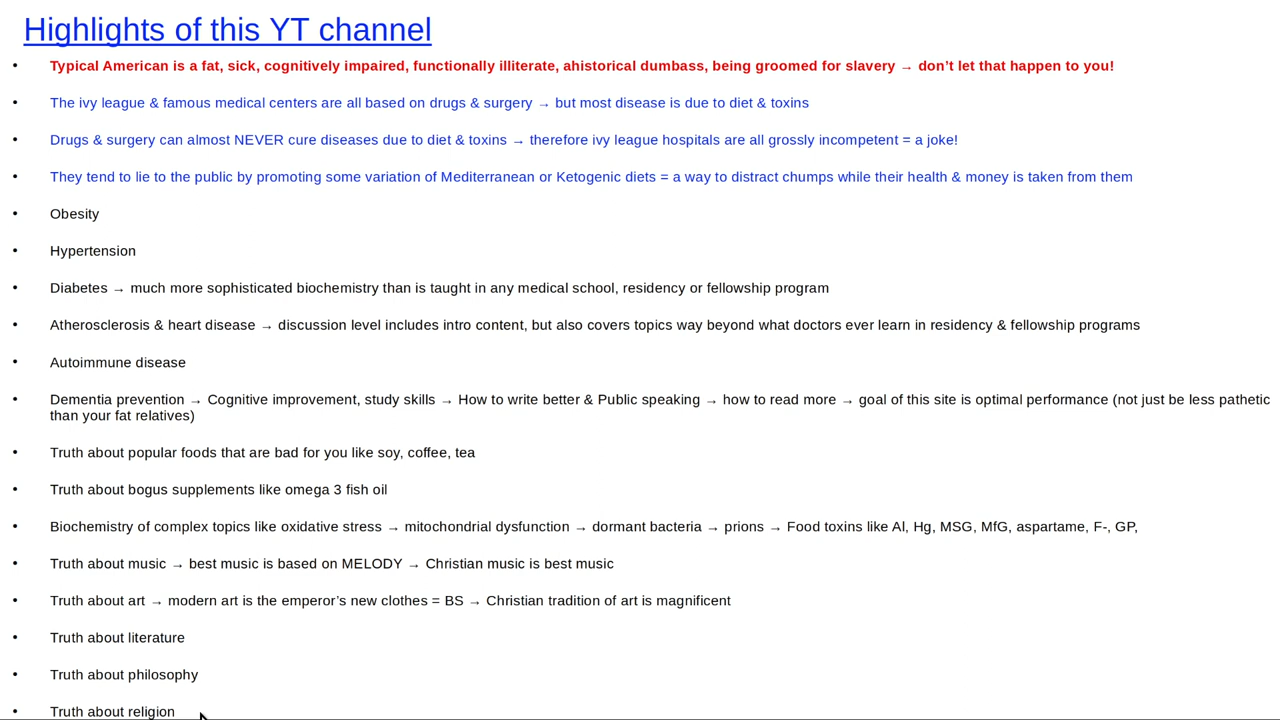 Highlights of this YT channel
• Typical American is a fat, sick, cognitively impaired, functionally illiterate, ahistorical dumbass, being groomed for slavery → don't let that happen to you!
• The ivy league & famous medical centers are all based on drugs & surgery → but most disease is due to diet & toxins
• Drugs & surgery can almost NEVER cure diseases due to diet & toxins → therefore ivy league hospitals are all grossly incompetent = a joke!
• They tend to lie to the public by promoting some variation of Mediterranean or Ketogenic diets = a way to distract chumps while their health & money is taken from them
• Obesity
• Hypertension
• Diabetes → much more sophisticated biochemistry than is taught in any medical school, residency or fellowship program
• Atherosclerosis & heart disease → discussion level includes intro content, but also covers topics way beyond what doctors ever learn in residency & fellowship programs
• Autoimmune disease
• Dementia prevention → Cognitive improvement, study skills → How to write better & Public speaking → how to read more → goal of this site is optimal performance (not just be less pathetic
than your fat relatives)
• Truth about popular foods that are bad for you like soy, coffee, tea
• Truth about bogus supplements like omega 3 fish oil
• Biochemistry of complex topics like oxidative stress → mitochondrial dysfunction → dormant bacteria → prions → Food toxins like Al, Hg, MSG, MfG, aspartame, F-, GP,
• Truth about music → best music is based on MELODY → Christian music is best music
• Truth about art → modern art is the emperor's new clothes = BS → Christian tradition of art is magnificent
• Truth about literature
• Truth about philosophy
• Truth about religion